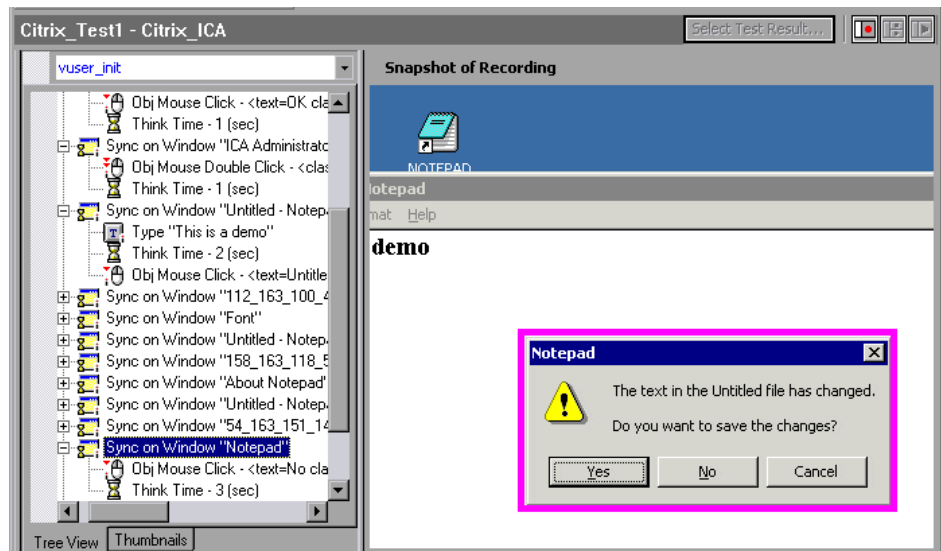 Citrix_Test1 - Citrix_ICA
Select Test Result...
vuser_init
Obj Mouse Click - <text=OK cla
Think Time - 1 (sec)
Sync on Window "ICA Administratc
Obj Mouse Double Click - <clas
Think Time - 1 (sec)
Sync on Window "Untitled - Notep
Type "This is a demo"
Think Time - 2 (sec)
Obj Mouse Click - <text=Untitle
Sync on Window "112_163_100_4
Sync on Window "Font"
Sync on Window "Untitled - Notep
Sync on Window "158_163_118_5
Sync on Window "About Notepad"
Sync on Window "Untitled - Notep
Sync on Window "54_163_151_14
Sync on Window "Notepad"
Obj Mouse Click - <text=No cla
Think Time - 3 (sec)
Tree View
Thumbnails
Snapshot of Recording
NOTEPAD
lotepad
mat Help
demo
Notepad
The text in the Untitled file has changed.
Do you want to save the changes?
Yes
No
Cancel